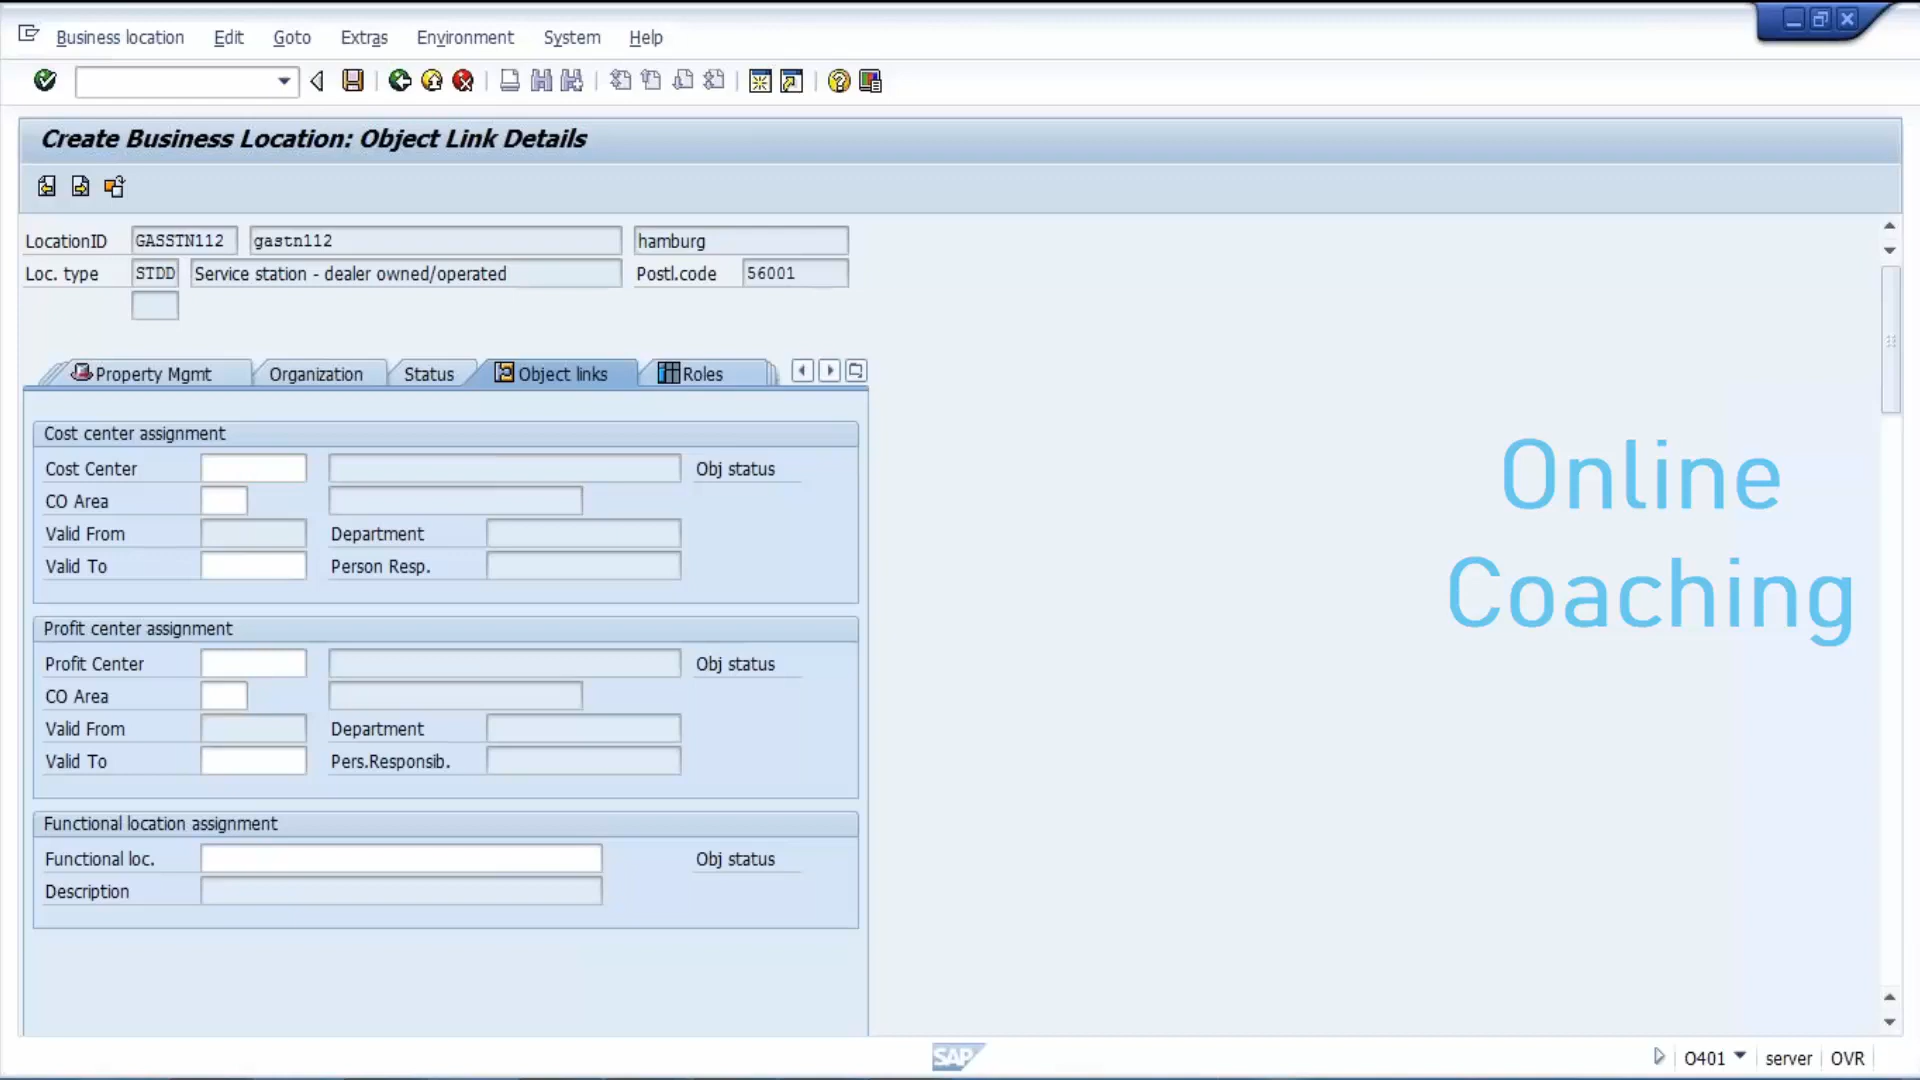 Business location Edit Goto Extras Environment System Help
Create Business Location: Object Link Details
LocationID GASSTN112 gastn112 hamburg
Loc. type STDD Service station - dealer owned/operated Postl.code 56001
Property Mgmt Organization Status Object links Roles
Cost center assignment
Cost Center Obj status
CO Area
Valid From Department
Valid To Person Resp.
Profit center assignment
Profit Center Obj status
CO Area
Valid From Department
Valid To Pers.Responsib.
Functional location assignment
Functional loc. Obj status
Description
Online
Coaching
SAP O401 server OVR